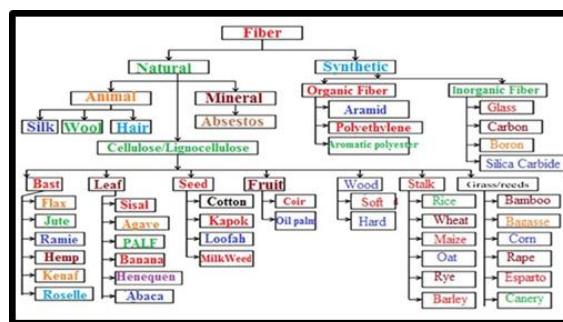 Fiber
Natural
Synthetic
Animal
Mineral
Organic Fiber
Inorganic Fiber
Silk
Wool
Hair
Absestos
Aramid
Polyethylene
Aromatic polyester
Glass
Carbon
Boron
Silica Carbide
Cellulose/Lignocellulose
Bast
Leaf
Seed
Fruit
Wood
Stalk
Grass/reeds
Flax
Jute
Ramie
Hemp
Kenaf
Roselle
Sisal
Agave
PALF
Banana
Henequen
Abaca
Cotton
Kapok
Loofah
MilkWeed
Coir
Oil palm
Soft
Hard
Rice
Wheat
Maize
Oat
Rye
Barley
Bamboo
Bagasse
Corn
Rape
Esparto
Canery